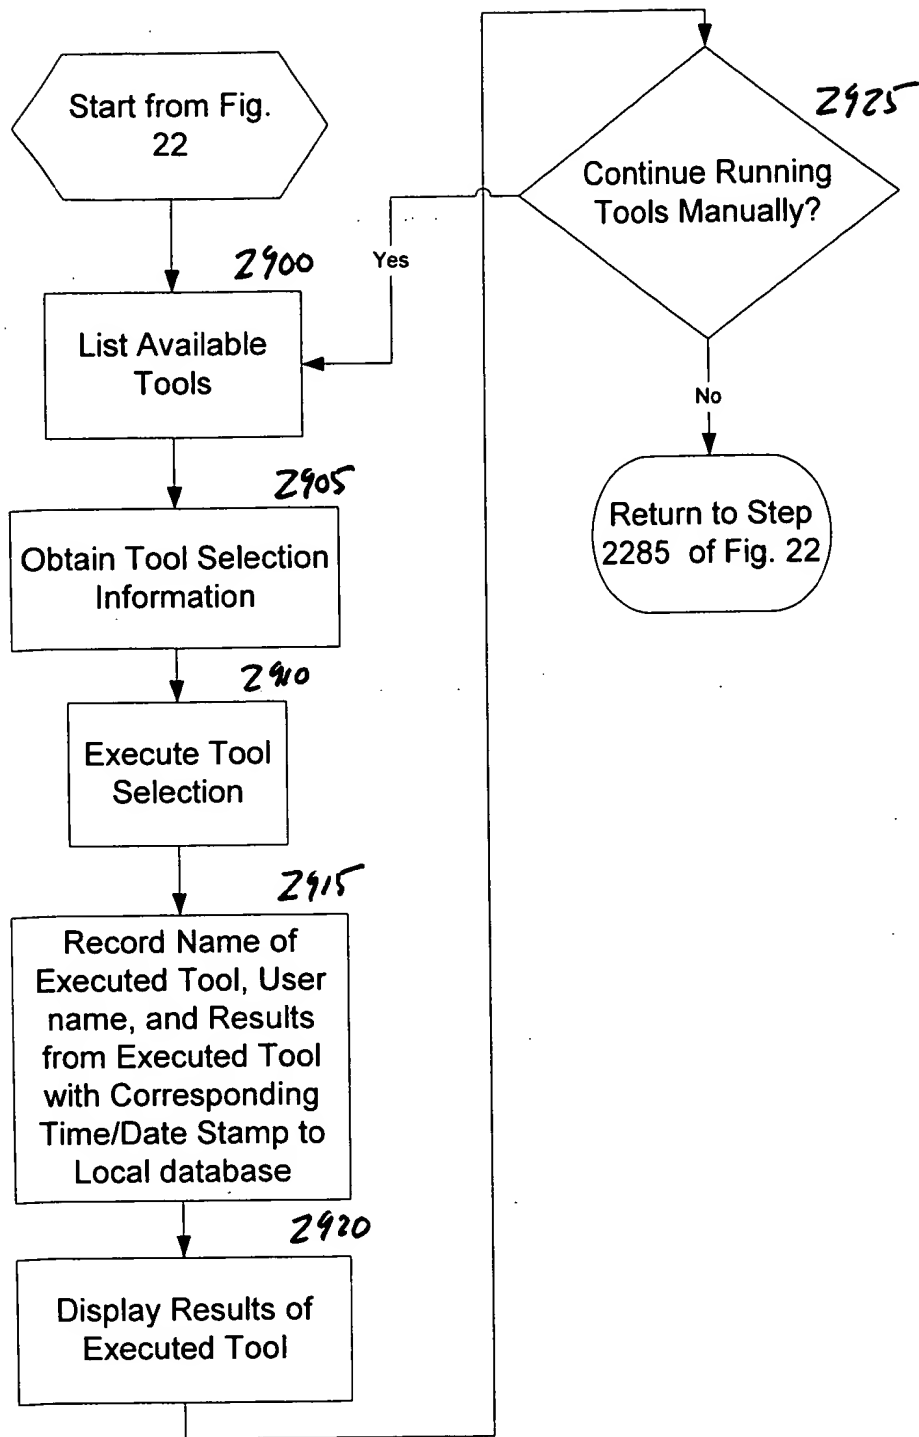 Start from Fig.
22
2900
List Available
Tools
2905
Obtain Tool Selection
Information
2910
Execute Tool
Selection
2915
Record Name of
Executed Tool, User
name, and Results
from Executed Tool
with Corresponding
Time/Date Stamp to
Local database
2920
Display Results of
Executed Tool
2925
Continue Running
Tools Manually?
Yes
No
Return to Step
2285 of Fig. 22